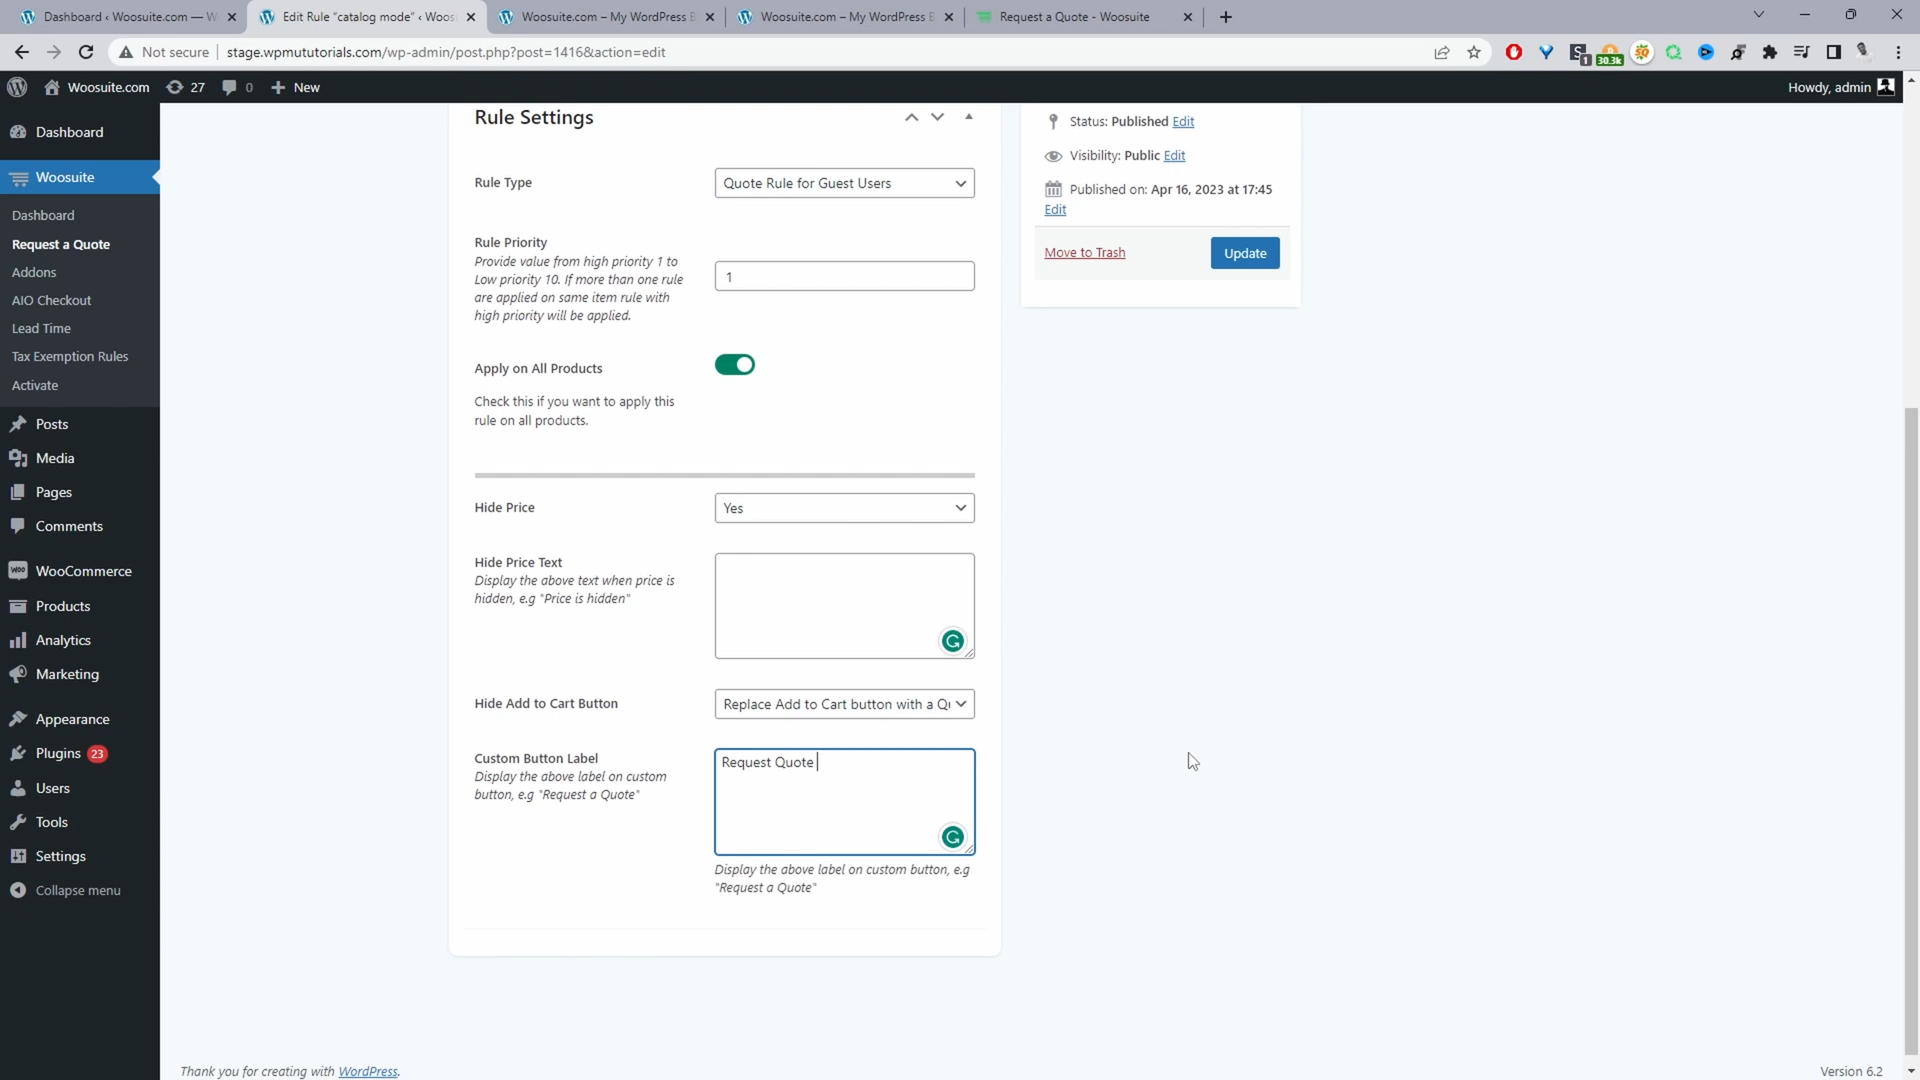 Dashboard ‹ Woosuite.com — W
Edit Rule "catalog mode" ‹ Woos
Woosuite.com – My WordPress B
Woosuite.com – My WordPress B
Request a Quote - Woosuite
Not secure
stage.wpmututorials.com/wp-admin/post.php?post=1416&action=edit
1
30.3k
Woosuite.com
27
0
New
Howdy, admin
Dashboard
Woosuite
Dashboard
Request a Quote
Addons
AIO Checkout
Lead Time
Tax Exemption Rules
Activate
Posts
Media
Pages
Comments
WooCommerce
Products
Analytics
Marketing
Appearance
Plugins 23
Users
Tools
Settings
Collapse menu
Rule Settings
Rule Type
Quote Rule for Guest Users
Rule Priority
Provide value from high priority 1 to
Low priority 10. If more than one rule
are applied on same item rule with
high priority will be applied.
1
Apply on All Products
Check this if you want to apply this
rule on all products.
Hide Price
Yes
Hide Price Text
Display the above text when price is
hidden, e.g "Price is hidden"
Hide Add to Cart Button
Replace Add to Cart button with a Q
Custom Button Label
Display the above label on custom
button, e.g "Request a Quote"
Request Quote
Display the above label on custom button, e.g
"Request a Quote"
Status: Published Edit
Visibility: Public Edit
Published on: Apr 16, 2023 at 17:45
Edit
Move to Trash
Update
Thank you for creating with WordPress.
Version 6.2